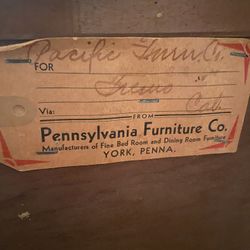 Pacific Furn. Co.
FOR
Fresno
Via: Cal
FROM
Pennsylvania Furniture Co.
Manufacturers of Fine Bed Room and Dining Room Furniture
YORK, PENNA.